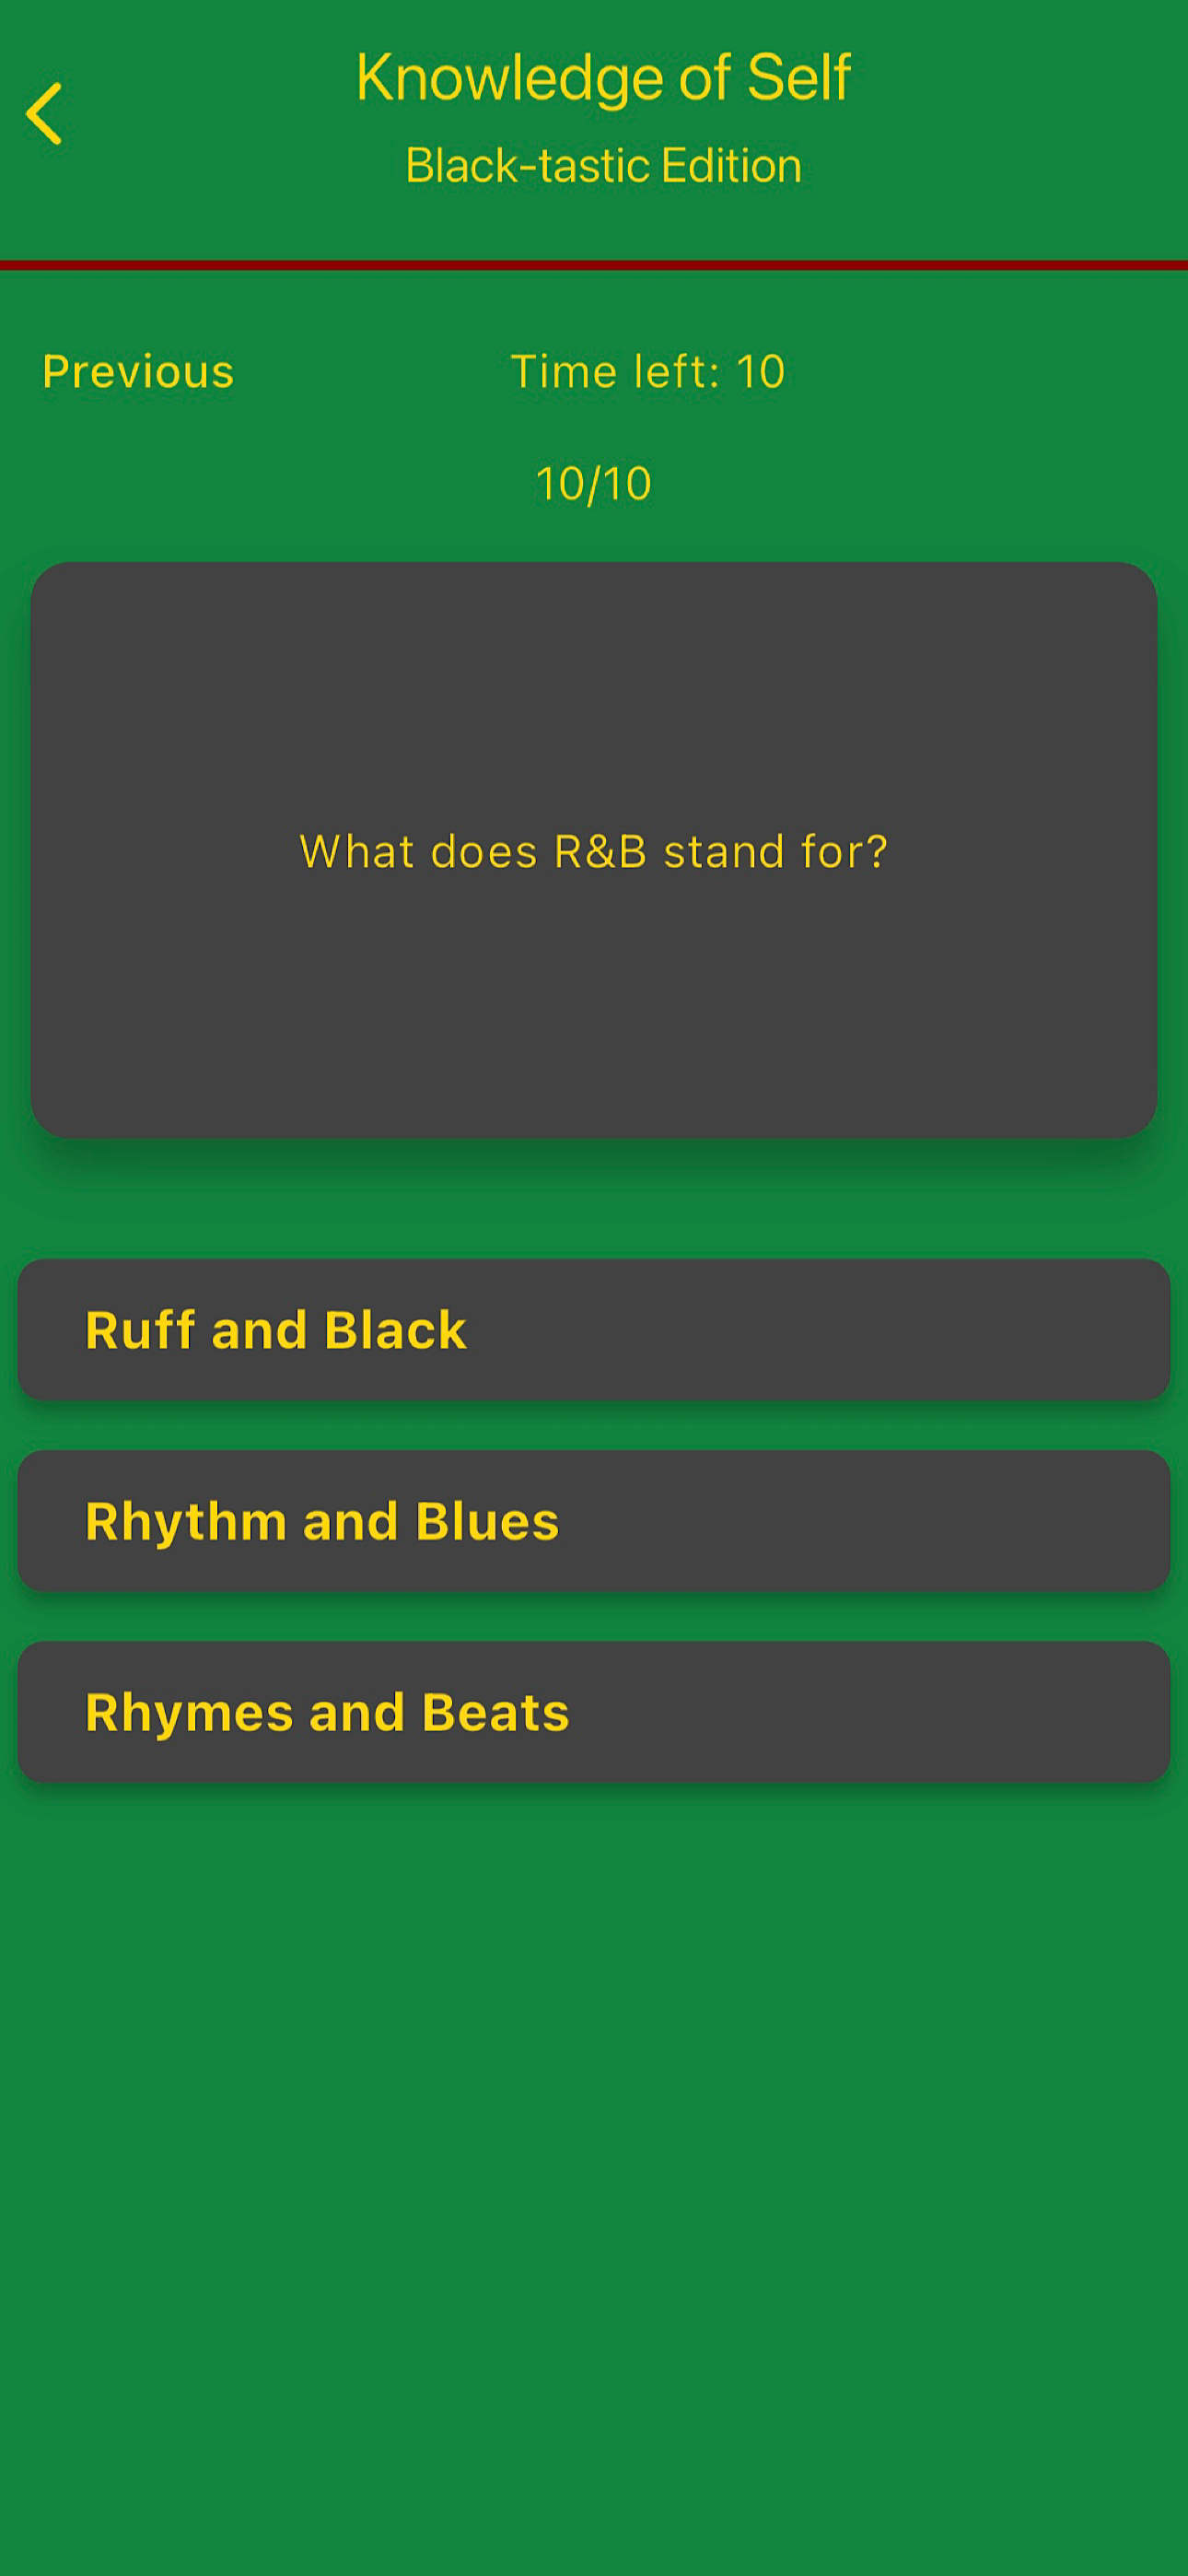 Knowledge of Self
Black-tastic Edition
Previous
Time left: 10
10/10
What does R&B stand for?
Ruff and Black
Rhythm and Blues
Rhymes and Beats